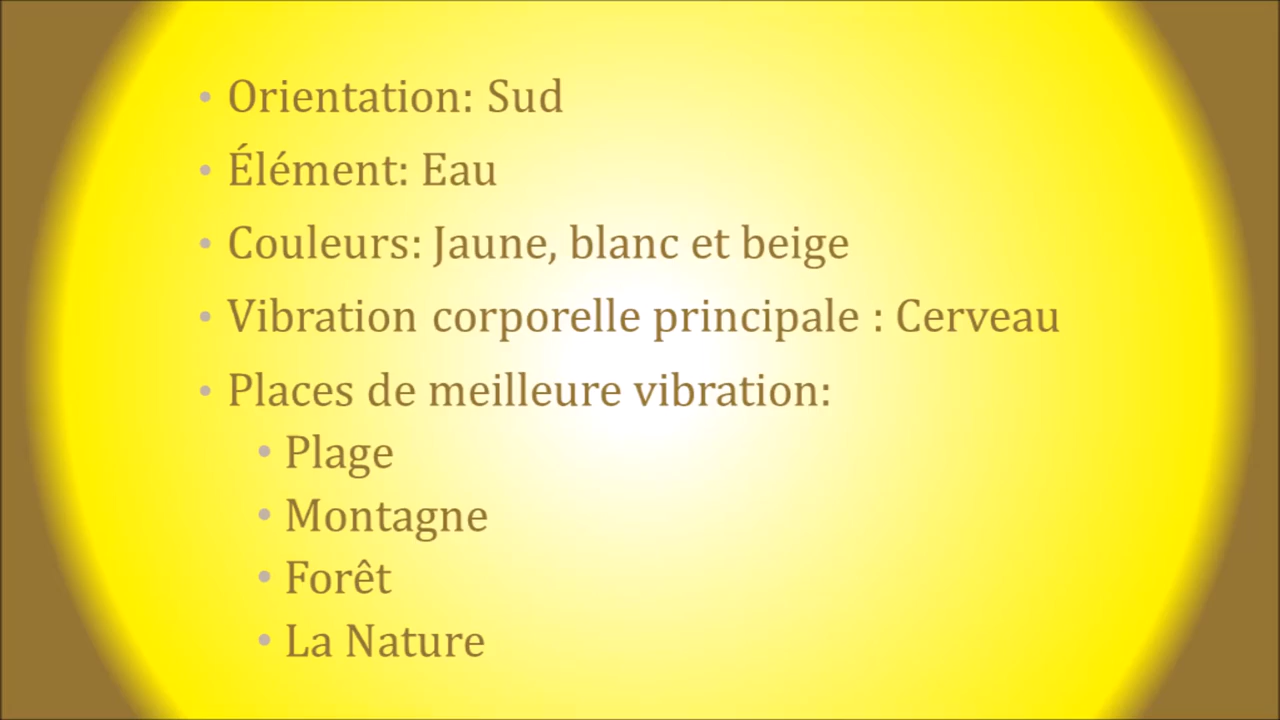 • Orientation: Sud
• Élément: Eau
• Couleurs: Jaune, blanc et beige
• Vibration corporelle principale : Cerveau
• Places de meilleure vibration:
• Plage
• Montagne
• Forêt
• La Nature